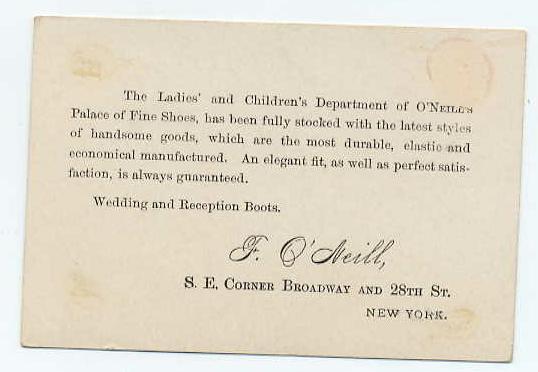 The Ladies' and Children's Department of O'Neill's
Palace of Fine Shoes, has been fully stocked with the latest styles
of handsome goods, which are the most durable, elastic and
economical manufactured. An elegant fit, as well as perfect satis-
faction, is always guaranteed.
Wedding and Reception Boots.
F. O'Neill,
S. E. Corner Broadway and 28th St.
NEW YORK.